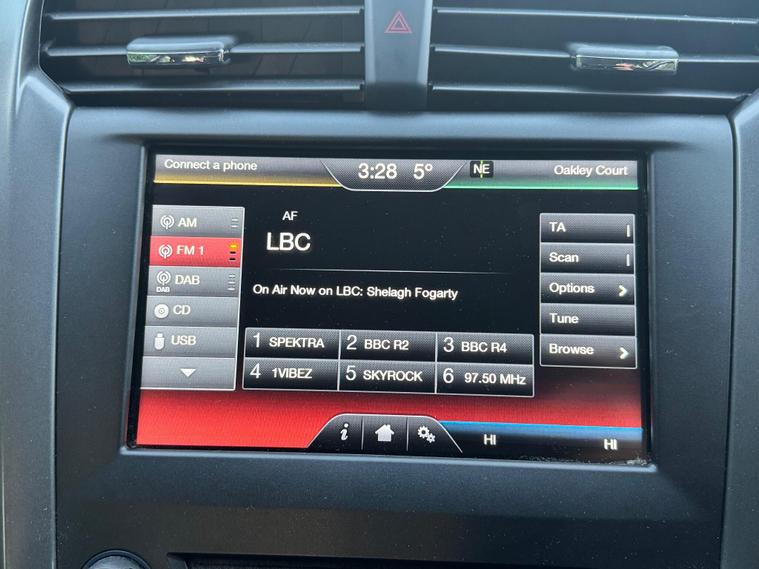 Connect a phone
3:28 5° NE
Oakley Court
AM
FM 1
DAB
DAB
CD
USB
AF
LBC
On Air Now on LBC: Shelagh Fogarty
1 SPEKTRA
2 BBC R2
3 BBC R4
4 1VIBEZ
5 SKYROCK
6 97.50 MHz
TA
Scan
Options
Tune
Browse
i
HI
HI